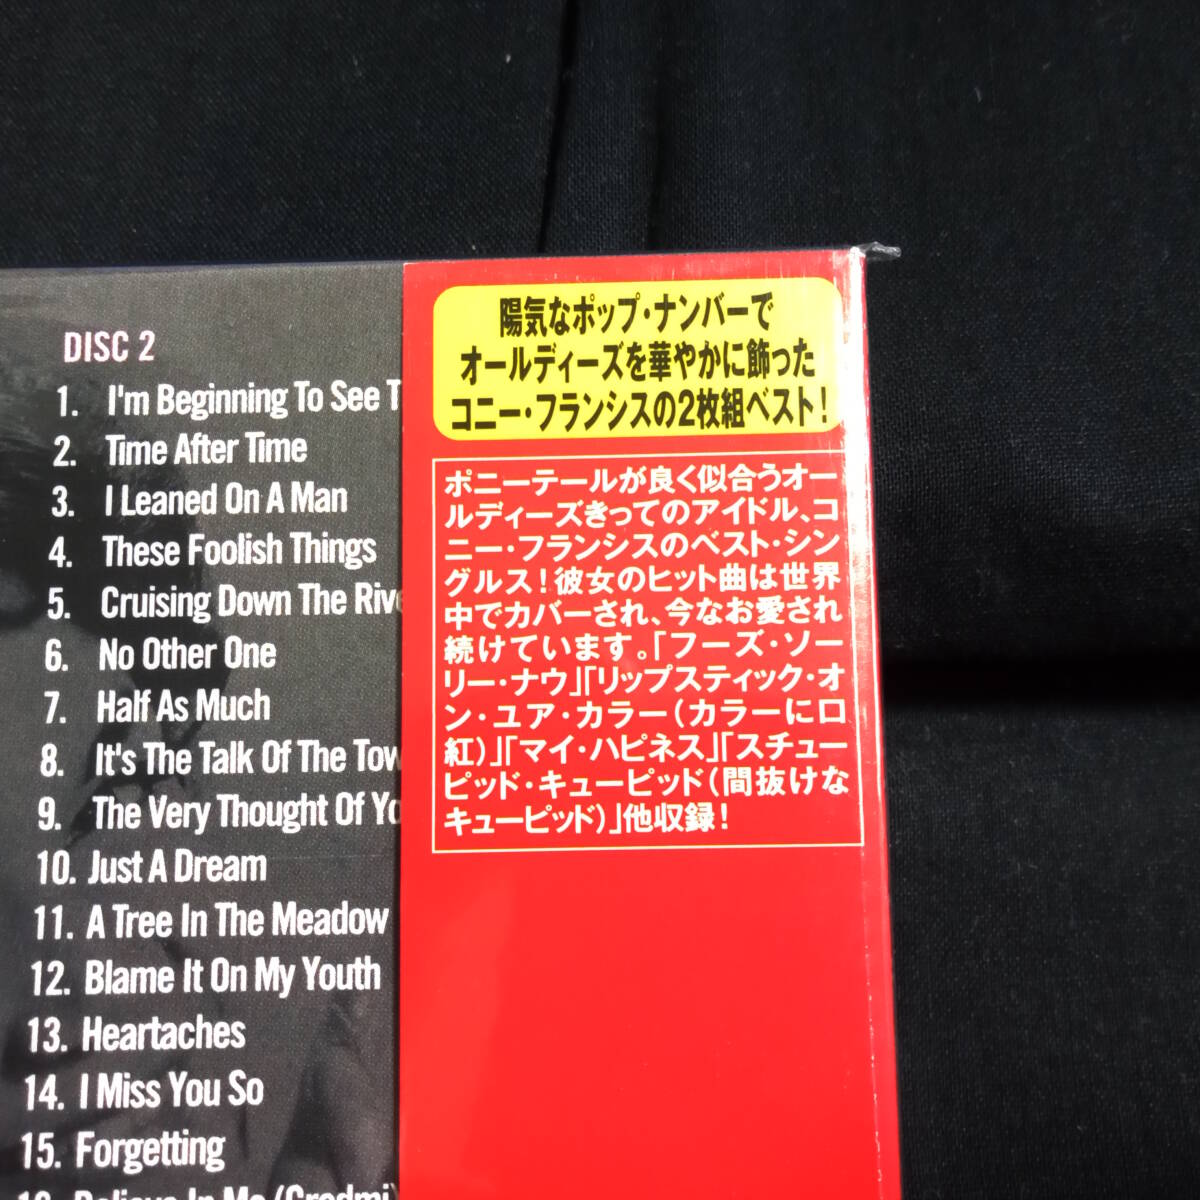 DISC 2
1. I'm Beginning To See T
2. Time After Time
3. I Leaned On A Man
4. These Foolish Things
5. Cruising Down The Riv
6. No Other One
7. Half As Much
8. It's The Talk Of The Tow
9. The Very Thought Of Yo
10. Just A Dream
11. A Tree In The Meadow
12. Blame It On My Youth
13. Heartaches
14. I Miss You So
15. Forgetting
16. Believe In Me (Credmi)
陽気なポップ・ナンバーで
オールディーズを華やかに飾った
コニー・フランシスの2枚組ベスト!
ポニーテールが良く似合うオー
ルディーズきってのアイドル、コ
ニー・フランシスのベスト・シン
グルス!彼女のヒット曲は世界
中でカバーされ、今なお愛され
続けています。「フーズ・ソー
リー・ナウ」「リップスティック・オ
ン・ユア・カラー(カラーに口
紅)」「マイ・ハピネス」「スチュー
ピッド・キューピッド(間抜けな
キューピッド)」他収録!